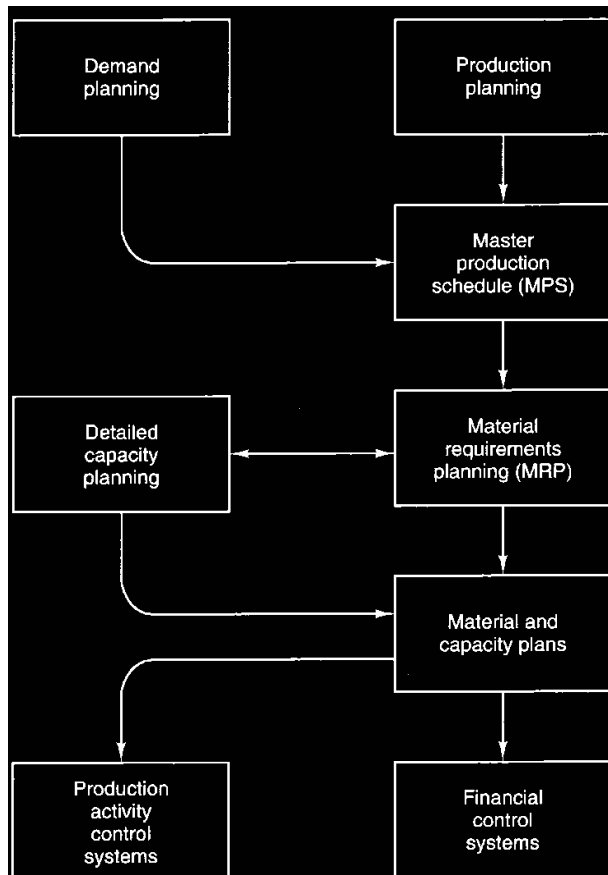 Demand
planning
Production
planning
Master
production
schedule (MPS)
Detailed
capacity
planning
Material
requirements
planning (MRP)
Material and
capacity plans
Production
activity
control
systems
Financial
control
systems